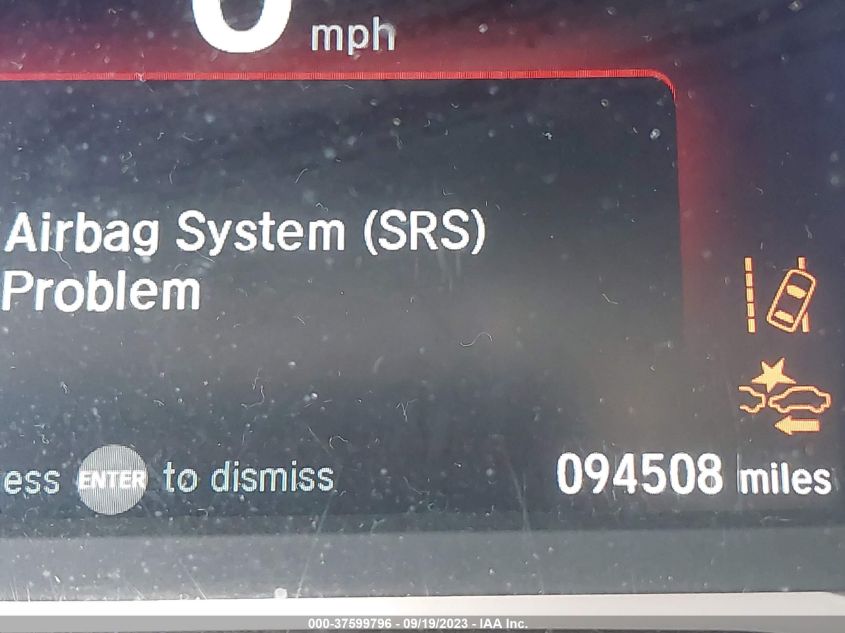 mph
Airbag System (SRS)
Problem
ess ENTER to dismiss
094508 miles
000-37599796 - 09/19/2023 - IAA Inc.